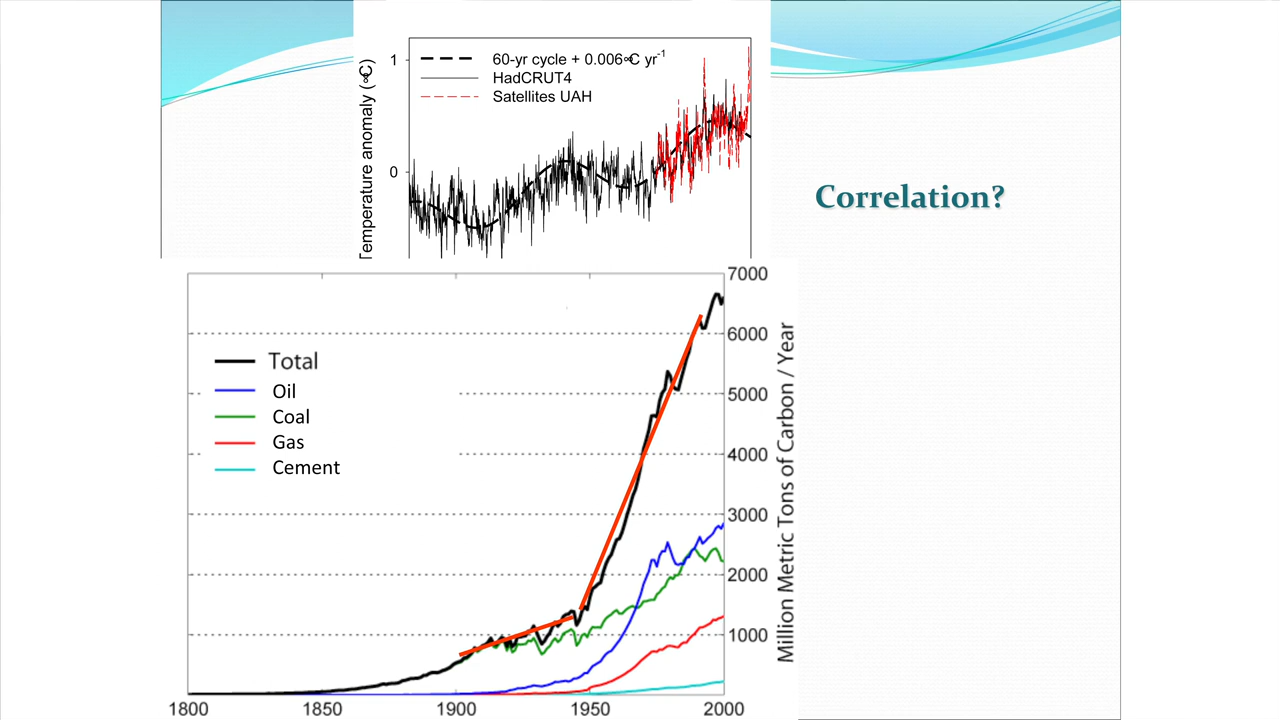 Temperature anomaly (∝C)
1
0
60-yr cycle + 0.006∝C yr-1
HadCRUT4
Satellites UAH
Correlation?
7000
6000
5000
4000
3000
2000
1000
Million Metric Tons of Carbon / Year
Total
Oil
Coal
Gas
Cement
1800 1850 1900 1950 2000